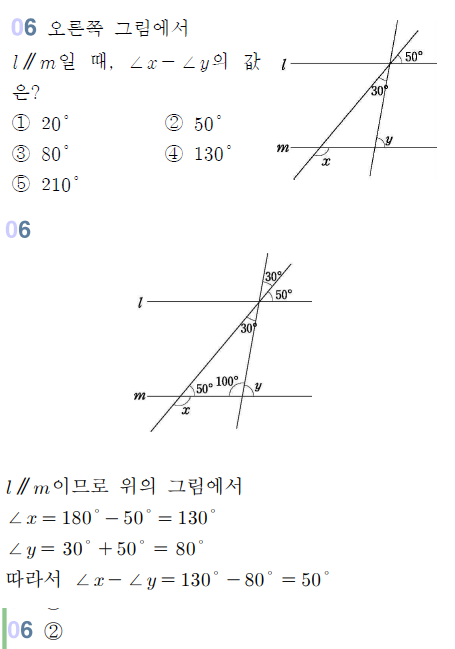 06 오른쪽 그림에서
l∥m일 때, ∠x-∠y의 값
은?
① 20°
② 50°
③ 80°
④ 130°
⑤ 210°
50°
l
30°
m
y
x
06
30°
50°
l
30°
50° 100° y
m
x
l∥m이므로 위의 그림에서
∠x=180°-50°=130°
∠y=30°+50°=80°
따라서 ∠x-∠y=130°-80°=50°
06 ②